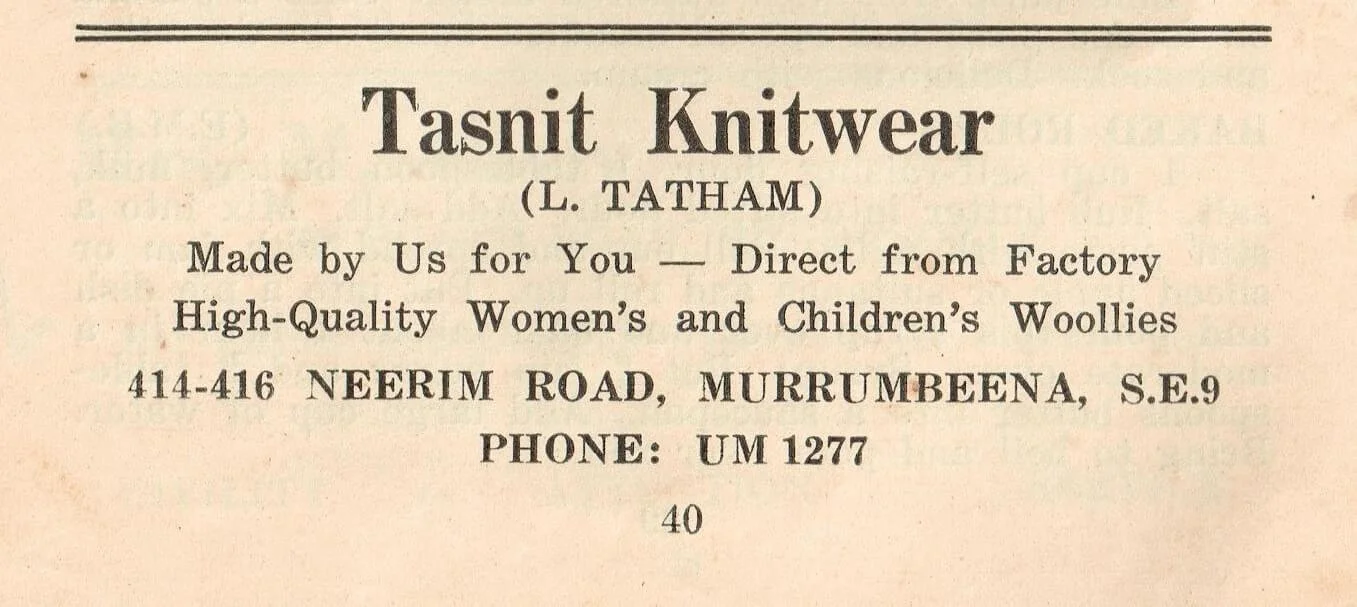 Tasnit Knitwear
(L. TATHAM)
Made by Us for You — Direct from Factory
High-Quality Women's and Children's Woollies
414-416 NEERIM ROAD, MURRUMBEENA, S.E.9
PHONE: UM 1277
40